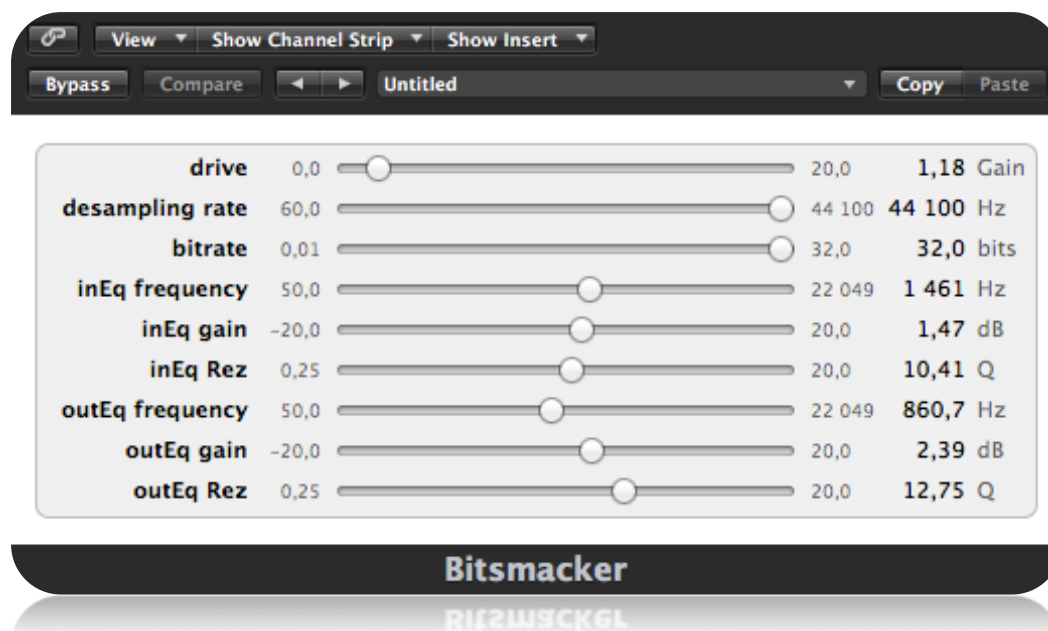 View Show Channel Strip Show Insert
Bypass Compare Untitled Copy Paste
drive 0,0 20,0 1,18 Gain
desampling rate 60,0 44 100 44 100 Hz
bitrate 0,01 32,0 32,0 bits
inEq frequency 50,0 22 049 1 461 Hz
inEq gain -20,0 20,0 1,47 dB
inEq Rez 0,25 20,0 10,41 Q
outEq frequency 50,0 22 049 860,7 Hz
outEq gain -20,0 20,0 2,39 dB
outEq Rez 0,25 20,0 12,75 Q
Bitsmacker